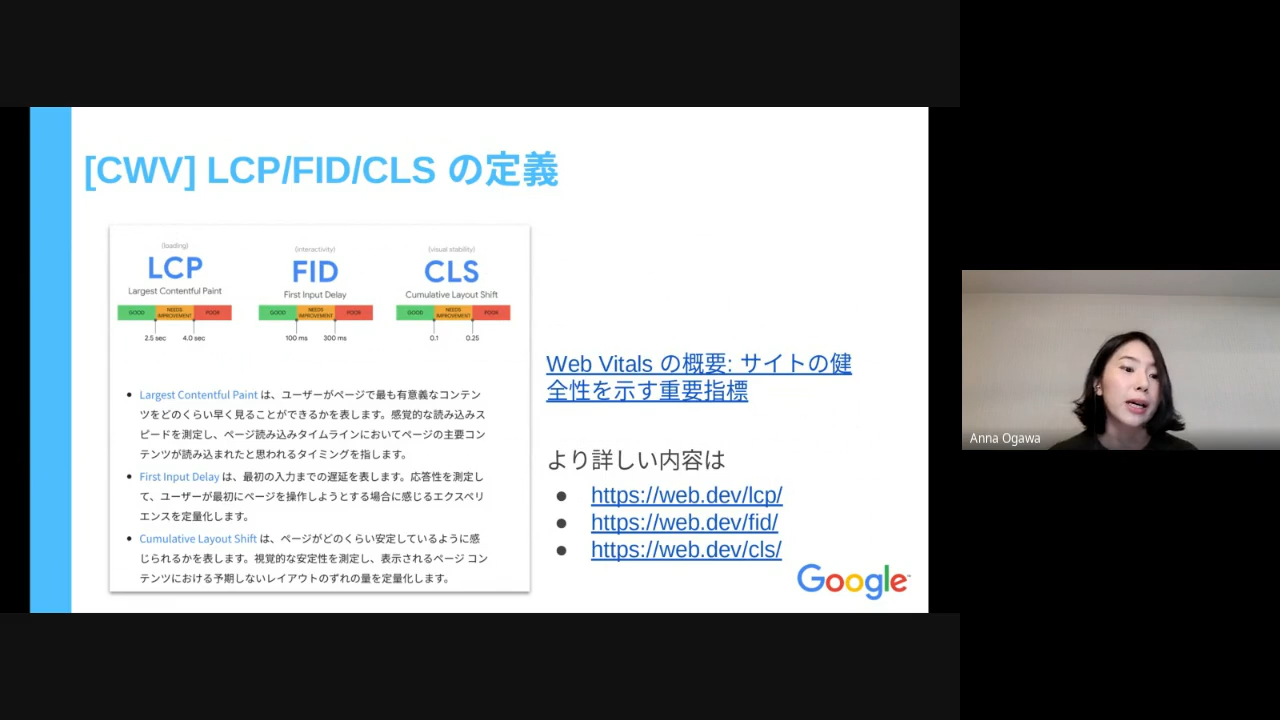 [CWV] LCP/FID/CLS の定義
(loading)
LCP
Largest Contentful Paint
GOOD
NEEDS
IMPROVEMENT
POOR
2.5 sec
4.0 sec
(interactivity)
FID
First Input Delay
GOOD
NEEDS
IMPROVEMENT
POOR
100 ms
300 ms
(visual stability)
CLS
Cumulative Layout Shift
GOOD
NEEDS
IMPROVEMENT
POOR
0.1
0.25
• Largest Contentful Paint は、ユーザーがページで最も有意義なコンテン
ツをどのくらい早く見ることができるかを表します。感覚的な読み込みス
ピードを測定し、ページ読み込みタイムラインにおいてページの主要コン
テンツが読み込まれたと思われるタイミングを指します。
• First Input Delay は、最初の入力までの遅延を表します。応答性を測定し
て、ユーザーが最初にページを操作しようとする場合に感じるエクスペリ
エンスを定量化します。
• Cumulative Layout Shift は、ページがどのくらい安定しているように感
じられるかを表します。視覚的な安定性を測定し、表示されるページ コン
テンツにおける予期しないレイアウトのずれの量を定量化します。
Web Vitals の概要: サイトの健
全性を示す重要指標
より詳しい内容は
● https://web.dev/lcp/
● https://web.dev/fid/
● https://web.dev/cls/
Google
Anna Ogawa